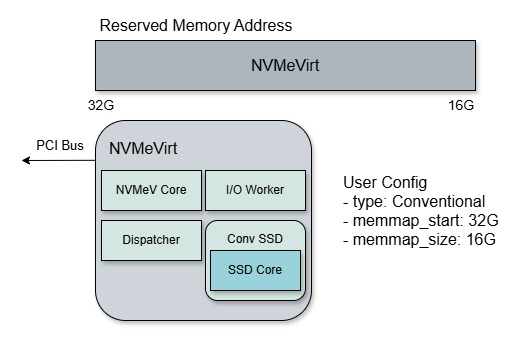 Reserved Memory Address
NVMeVirt
32G
16G
PCI Bus
NVMeVirt
NVMeV Core
I/O Worker
Dispatcher
Conv SSD
SSD Core
User Config
- type: Conventional
- memmap_start: 32G
- memmap_size: 16G